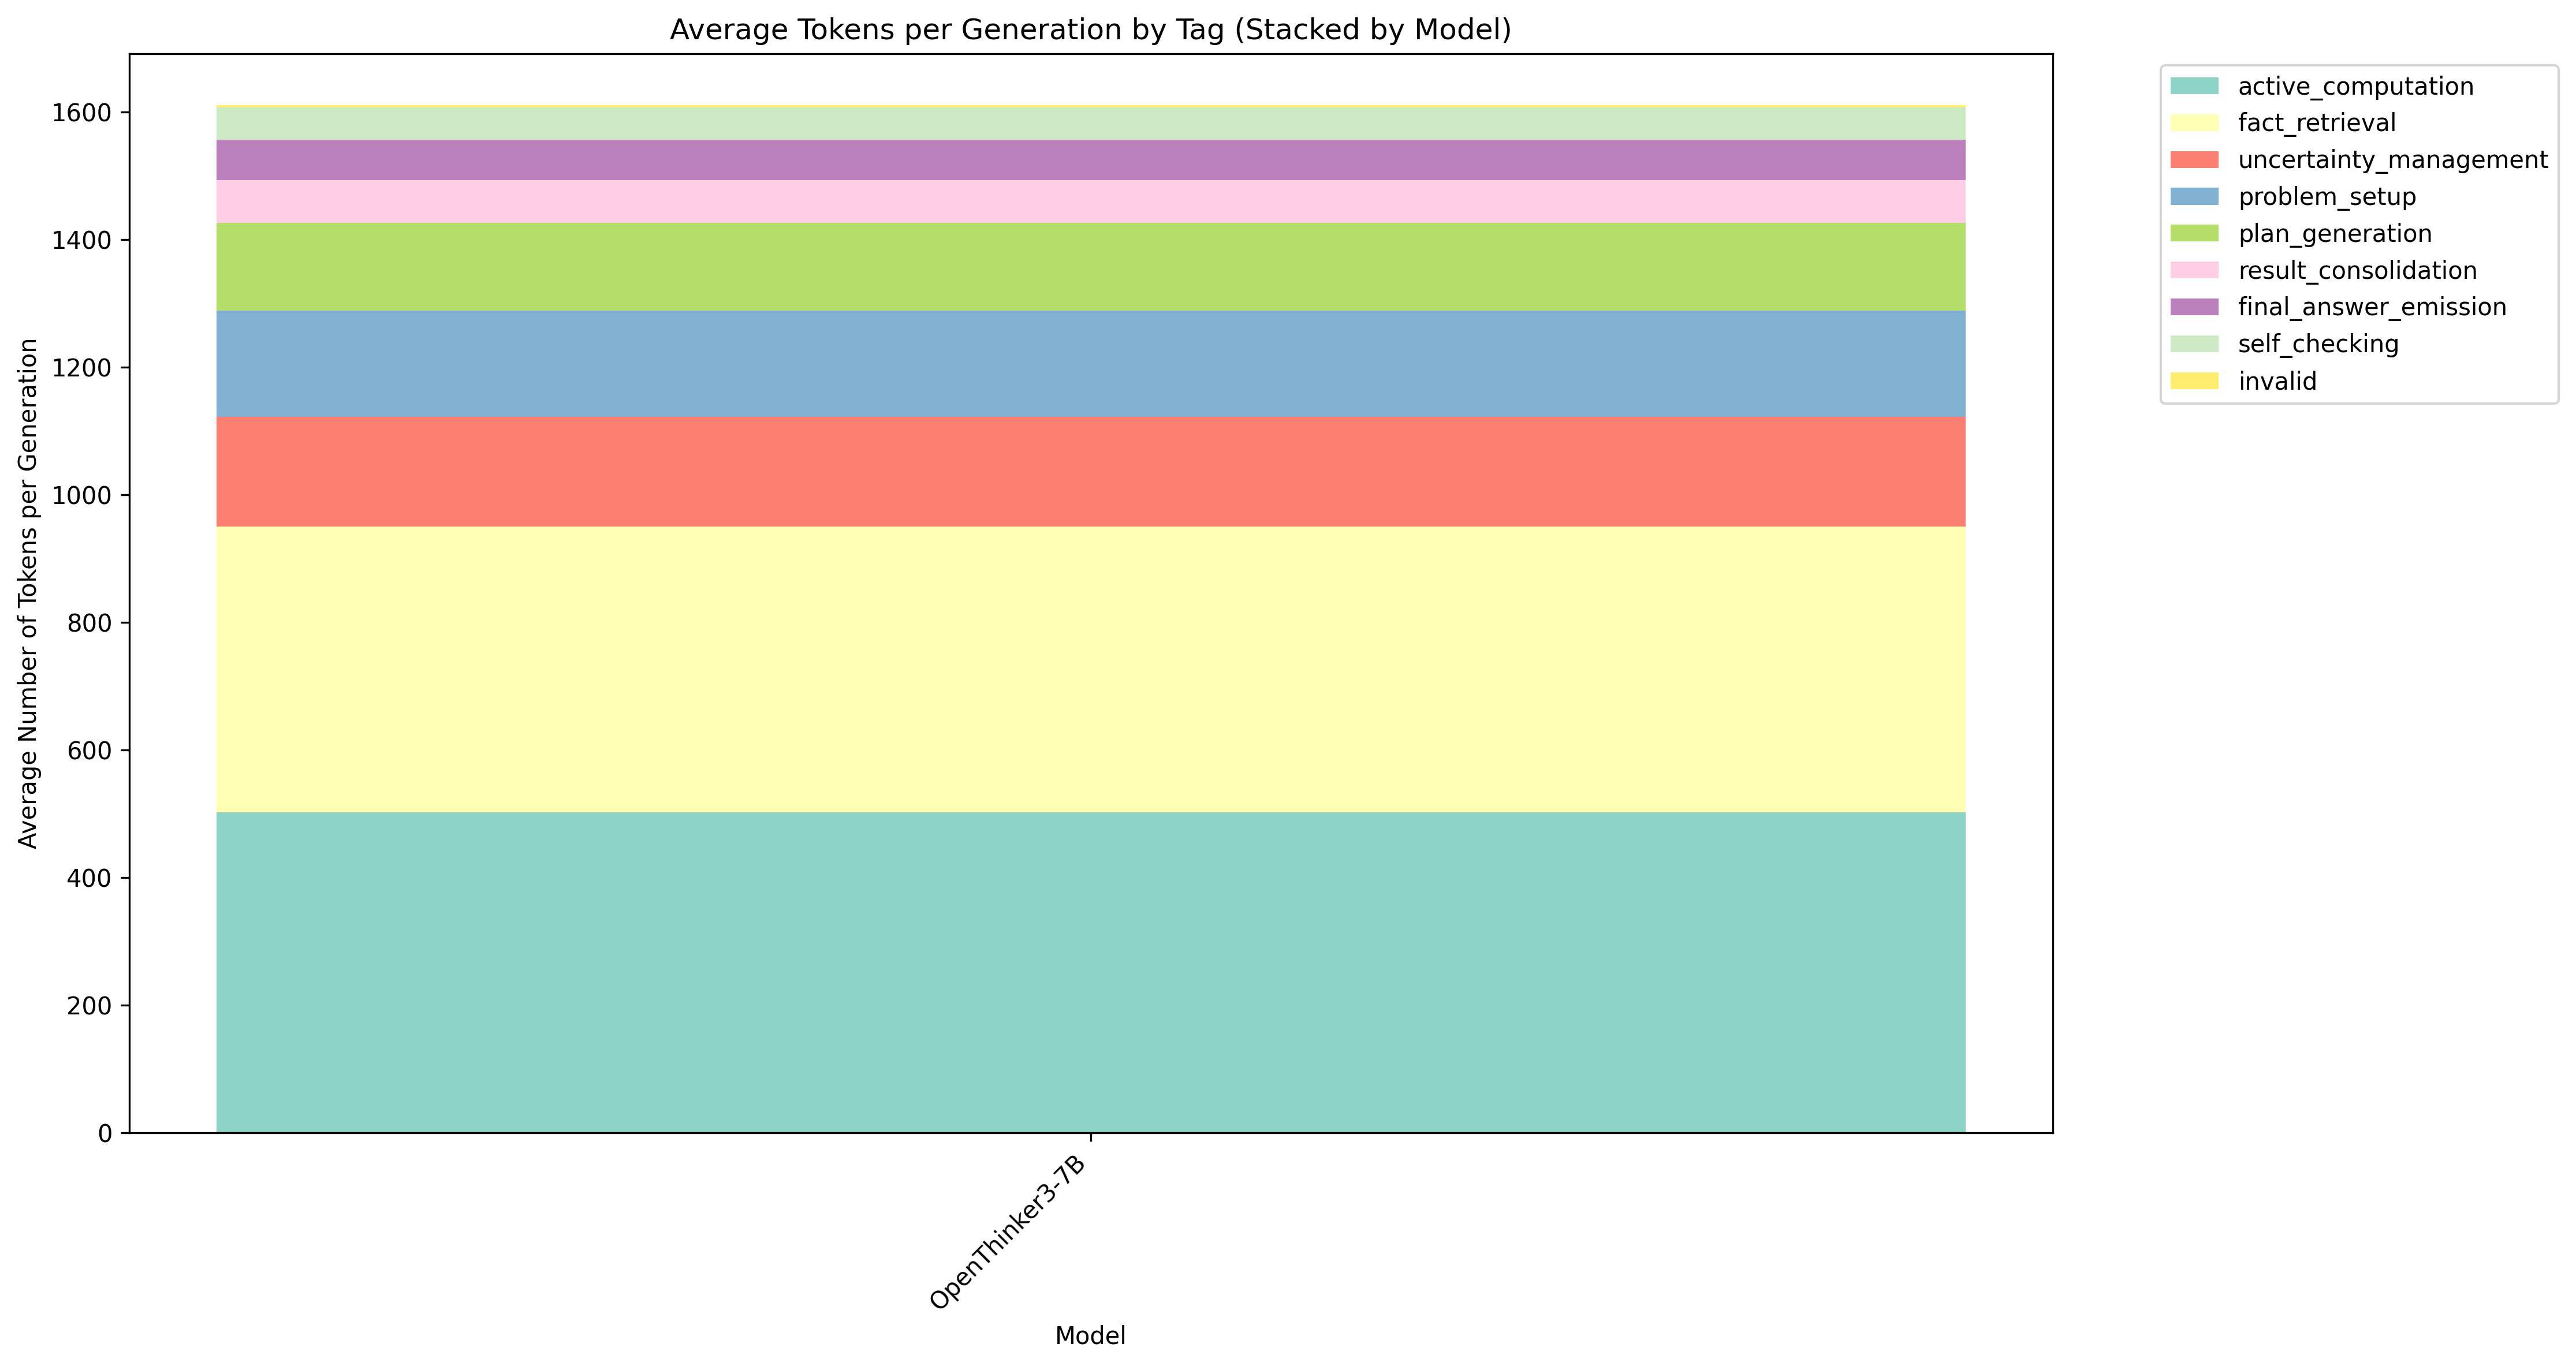 Average Tokens per Generation by Tag (Stacked by Model)
Average Number of Tokens per Generation
1600
1400
1200
1000
800
600
400
200
0
OpenThinker3-7B
Model
active_computation
fact_retrieval
uncertainty_management
problem_setup
plan_generation
result_consolidation
final_answer_emission
self_checking
invalid